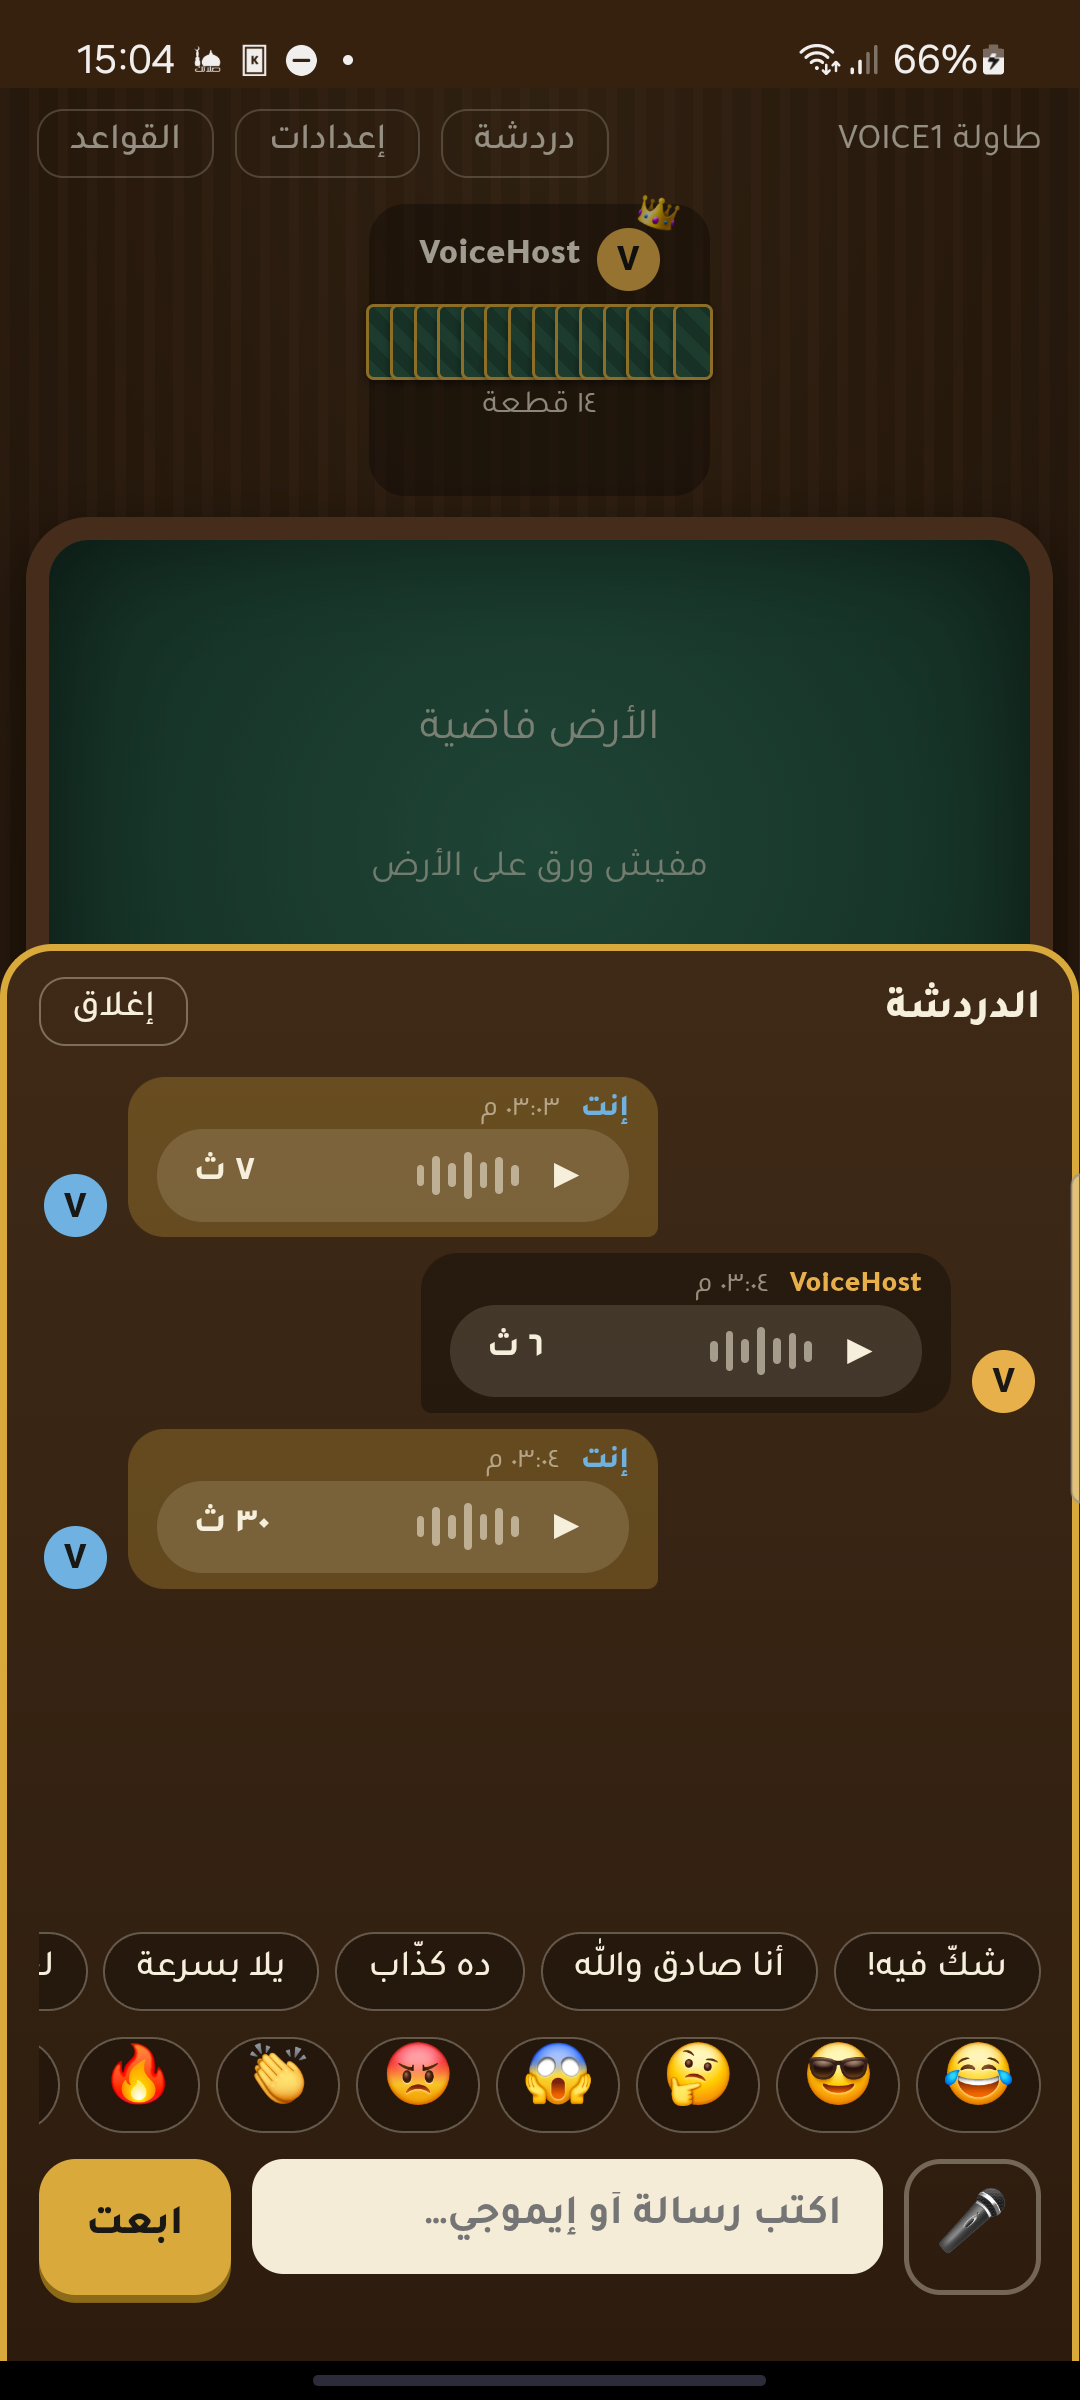 15:04 66%
طاولة VOICE1 دردشة إعدادات القواعد
V VoiceHost
١٤ قطعة
الأرض فاضية
مفيش ورق على الأرض
الدردشة إغلاق
إنت ٠٣:٠٣ م
٧ ث
V
VoiceHost ٠٣:٠٤ م
٦ ث
V
إنت ٠٣:٠٤ م
٣٠ ث
V
شكّ فيه! أنا صادق والله ده كذّاب يلا بسرعة
اكتب رسالة أو إيموجي... ابعت